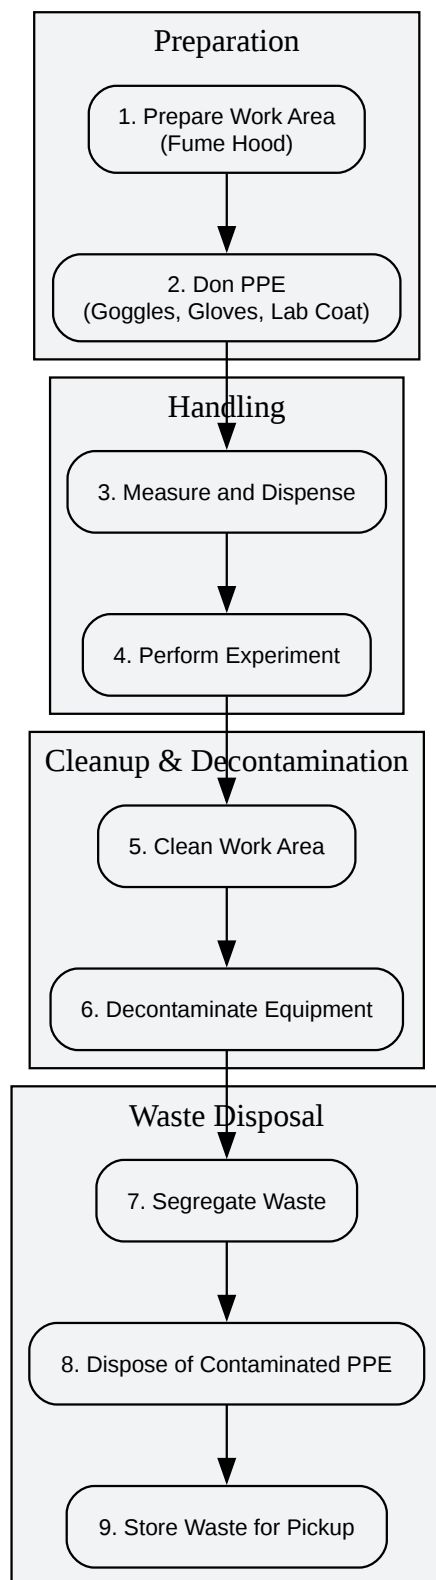 Preparation
1. Prepare Work Area
(Fume Hood)
2. Don PPE
(Goggles, Gloves, Lab Coat)
Handling
3. Measure and Dispense
4. Perform Experiment
Cleanup & Decontamination
5. Clean Work Area
6. Decontaminate Equipment
Waste Disposal
7. Segregate Waste
8. Dispose of Contaminated PPE
9. Store Waste for Pickup